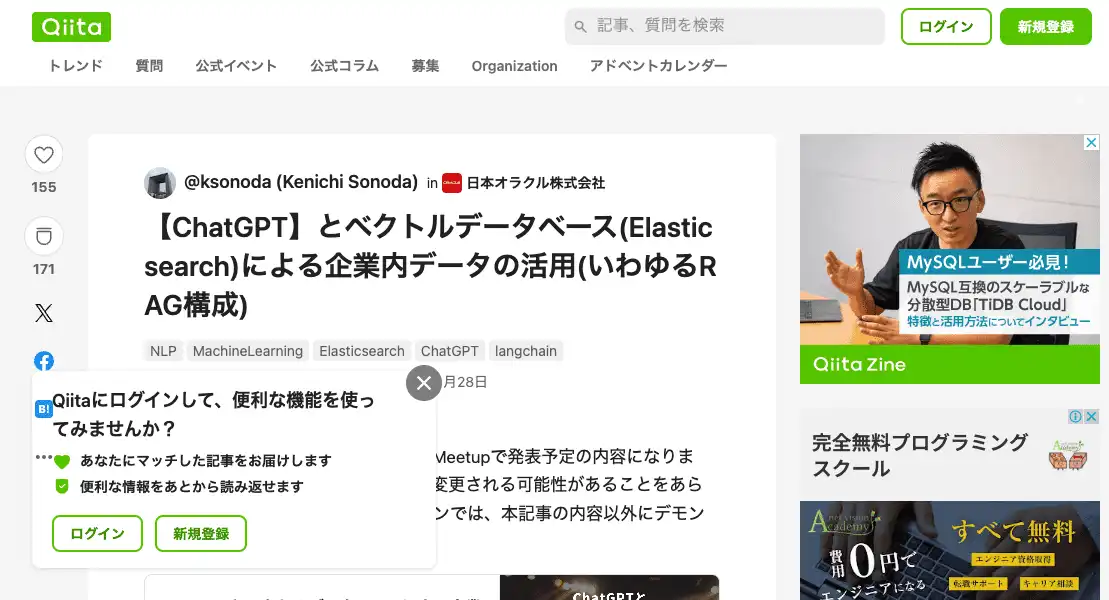 Qiita
記事、質問を検索
ログイン
新規登録
トレンド
質問
公式イベント
公式コラム
募集
Organization
アドベントカレンダー
155
171
@ksonoda (Kenichi Sonoda) in 日本オラクル株式会社
【ChatGPT】とベクトルデータベース(Elastic
search)による企業内データの活用(いわゆるR
AG構成)
NLP
MachineLearning
Elasticsearch
ChatGPT
langchain
月28日
Meetupで発表予定の内容になりま
変更される可能性があることをあら
ンでは、本記事の内容以外にデモン
B!
Qiitaにログインして、便利な機能を使っ
てみませんか？
あなたにマッチした記事をお届けします
便利な情報をあとから読み返せます
ログイン
新規登録
ChatGPTと
MySQLユーザー必見！
MySQL互換のスケーラブルな
分散型DB「TiDB Cloud」
特徴と活用方法についてインタビュー
Qiita Zine
完全無料プログラミング
スクール
Academy
Academy
すべて無料
費用0円で
エンジニアになる
エンジニア資格取得
転職サポート
キャリア相談